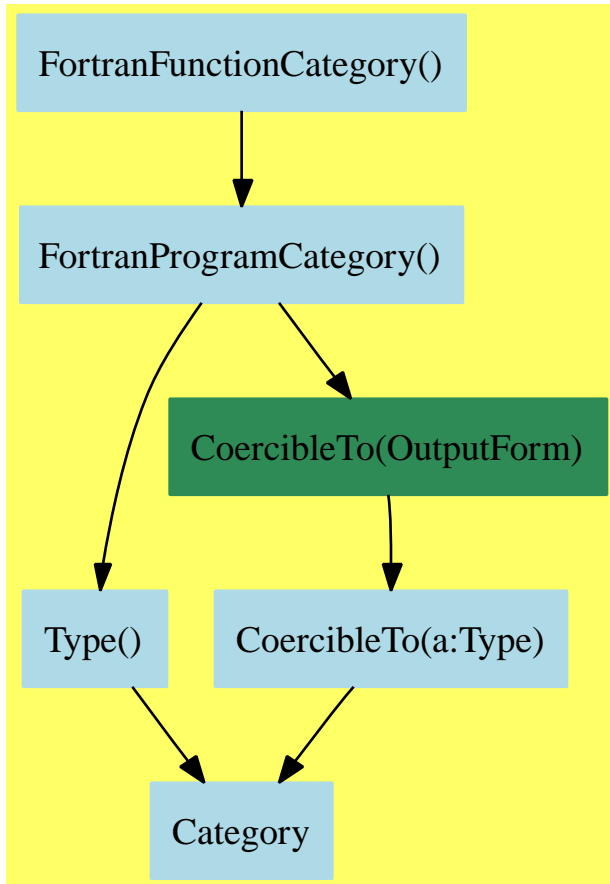 FortranFunctionCategory()
FortranProgramCategory()
CoercibleTo(OutputForm)
Type()
CoercibleTo(a:Type)
Category